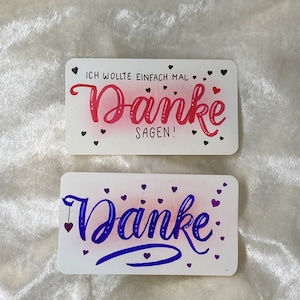 ICH WOLLTE EINFACH MAL
Danke
SAGEN!
Danke